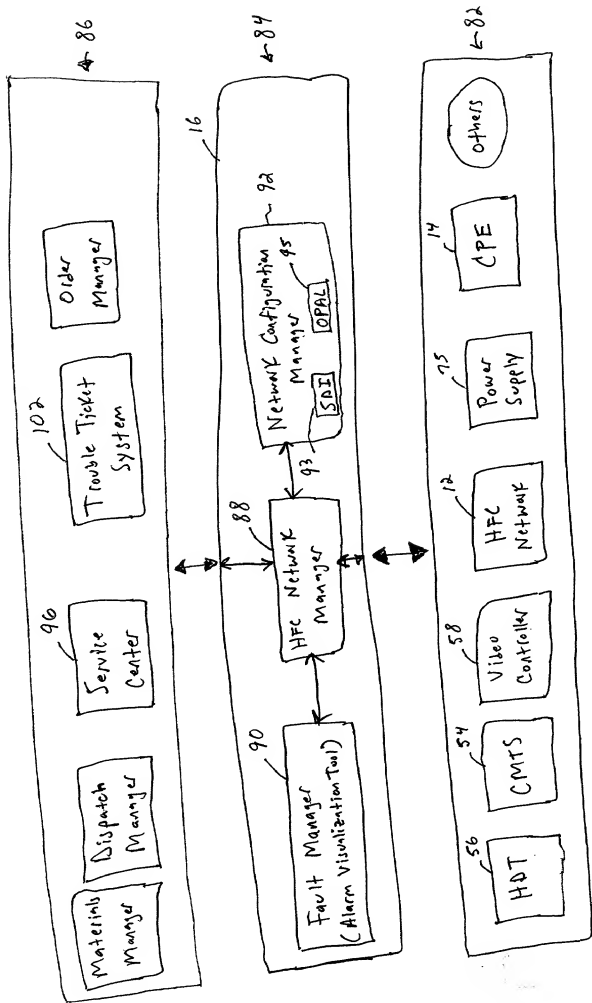 86
Materials
Manager
Dispatch
Manager
96
Service
Center
102
Trouble Ticket
System
Order
Manager
84
16
90
Fault Manager
(Alarm Visualization Tool)
88
HFC Network
Manager
92
Network Configuration
Manager
93
SDI
95
OPAL
82
56
HDT
54
CMTS
58
Video
Controller
12
HFC
Network
75
Power
Supply
14
CPE
Others